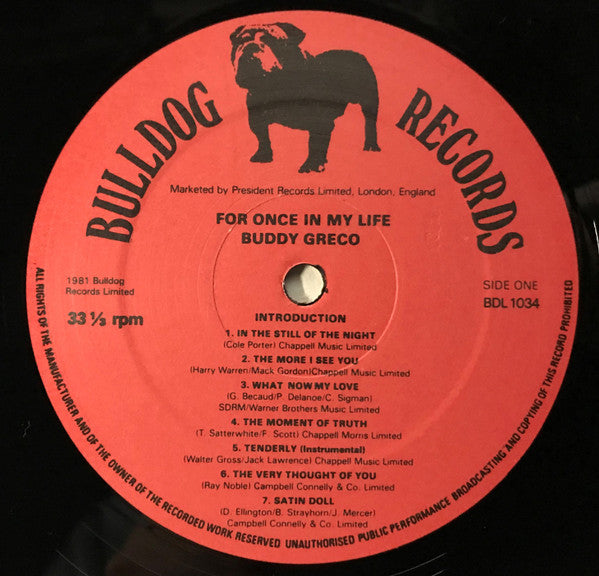 BULLDOG RECORDS
Marketed by President Records Limited, London, England
FOR ONCE IN MY LIFE
BUDDY GRECO
1981 Bulldog
Records Limited
33 ⅓ rpm
SIDE ONE
BDL 1034
INTRODUCTION
1. IN THE STILL OF THE NIGHT
(Cole Porter) Chappell Music Limited
2. THE MORE I SEE YOU
(Harry Warren/Mack Gordon)Chappell Music Limited
3. WHAT NOW MY LOVE
(G. Becaud/P. Delanoe/C. Sigman)
SDRM/Warner Brothers Music Limited
4. THE MOMENT OF TRUTH
(T. Satterwhite/F. Scott) Chappell Morris Limited
5. TENDERLY (Instrumental)
(Walter Gross/Jack Lawrence) Chappell Music Limited
6. THE VERY THOUGHT OF YOU
(Ray Noble) Campbell Connelly & Co. Limited
7. SATIN DOLL
(D. Ellington/B. Strayhorn/J. Mercer)
Campbell Connelly & Co. Limited
ALL RIGHTS OF THE MANUFACTURER AND OF THE OWNER OF THE RECORDED WORK RESERVED UNAUTHORISED PUBLIC PERFORMANCE BROADCASTING AND COPYING OF THIS RECORD PROHIBITED